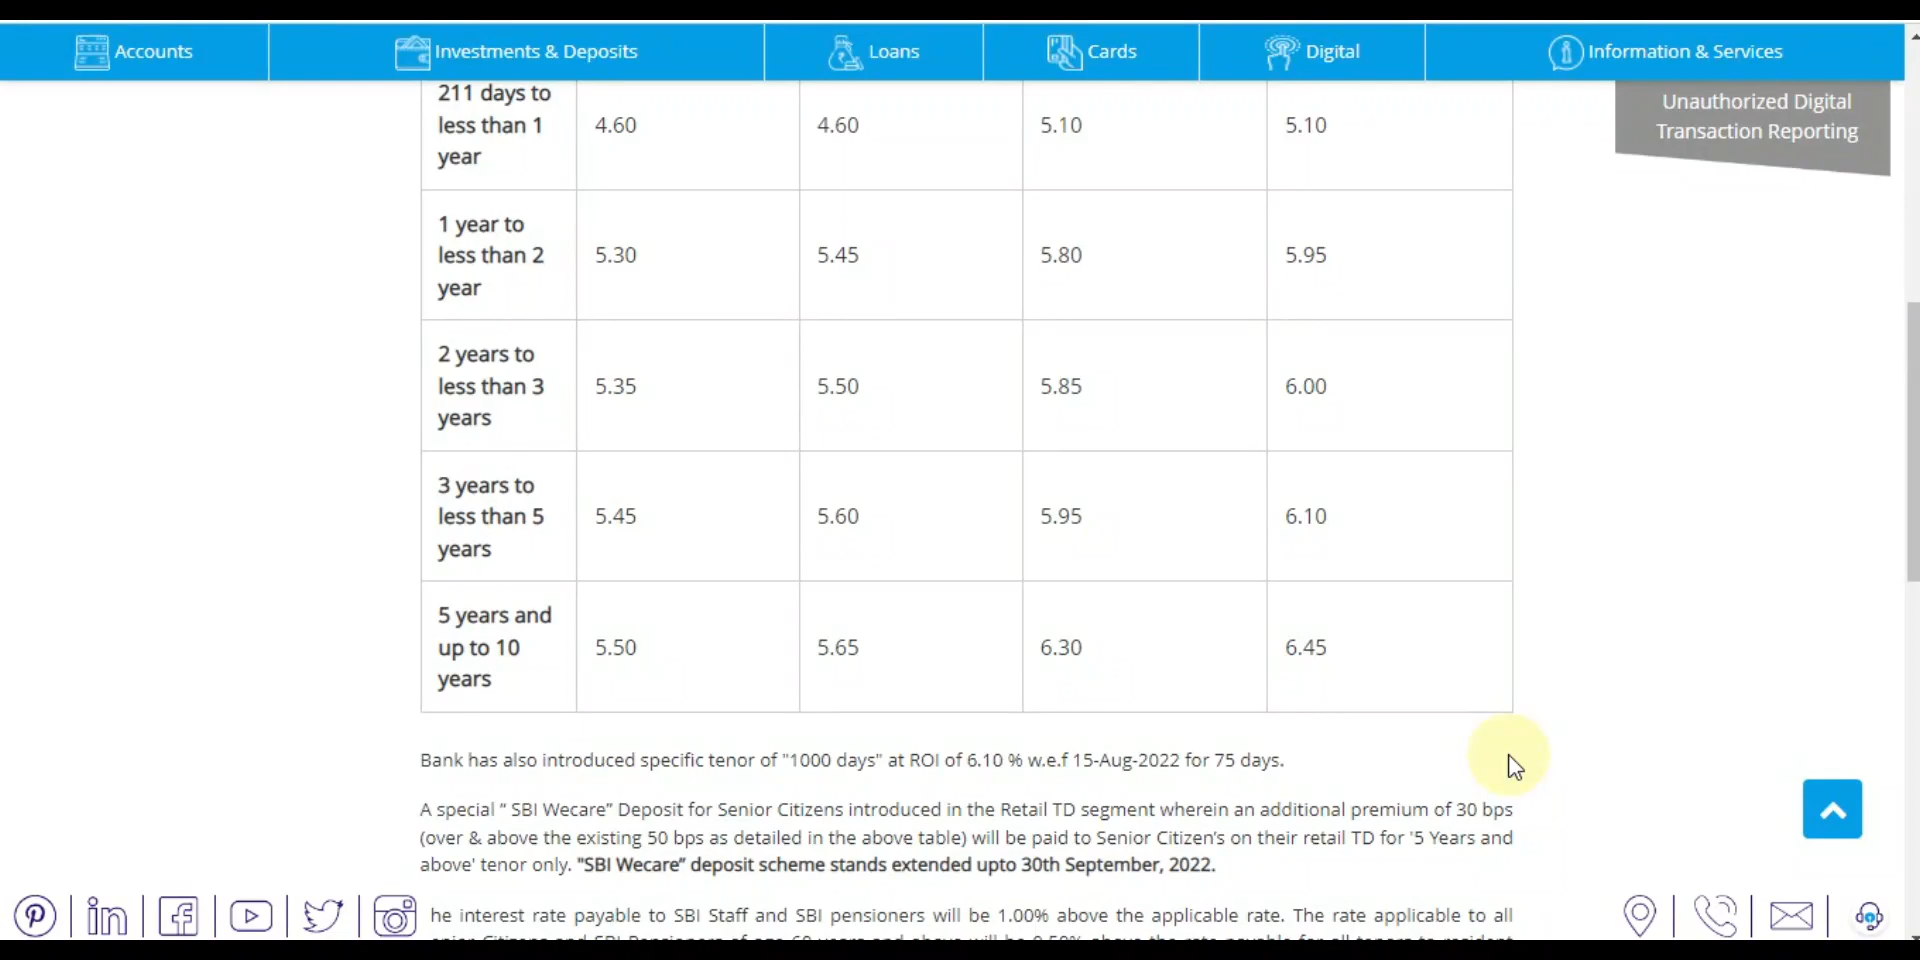 Accounts
Investments & Deposits
Loans
Cards
Digital
Information & Services
Unauthorized Digital
Transaction Reporting
211 days to
less than 1
year
4.60
4.60
5.10
5.10
1 year to
less than 2
year
5.30
5.45
5.80
5.95
2 years to
less than 3
years
5.35
5.50
5.85
6.00
3 years to
less than 5
years
5.45
5.60
5.95
6.10
5 years and
up to 10
years
5.50
5.65
6.30
6.45
Bank has also introduced specific tenor of "1000 days" at ROI of 6.10 % w.e.f 15-Aug-2022 for 75 days.
A special “ SBI Wecare” Deposit for Senior Citizens introduced in the Retail TD segment wherein an additional premium of 30 bps
(over & above the existing 50 bps as detailed in the above table) will be paid to Senior Citizen’s on their retail TD for '5 Years and
above' tenor only. "SBI Wecare” deposit scheme stands extended upto 30th September, 2022.
he interest rate payable to SBI Staff and SBI pensioners will be 1.00% above the applicable rate. The rate applicable to all